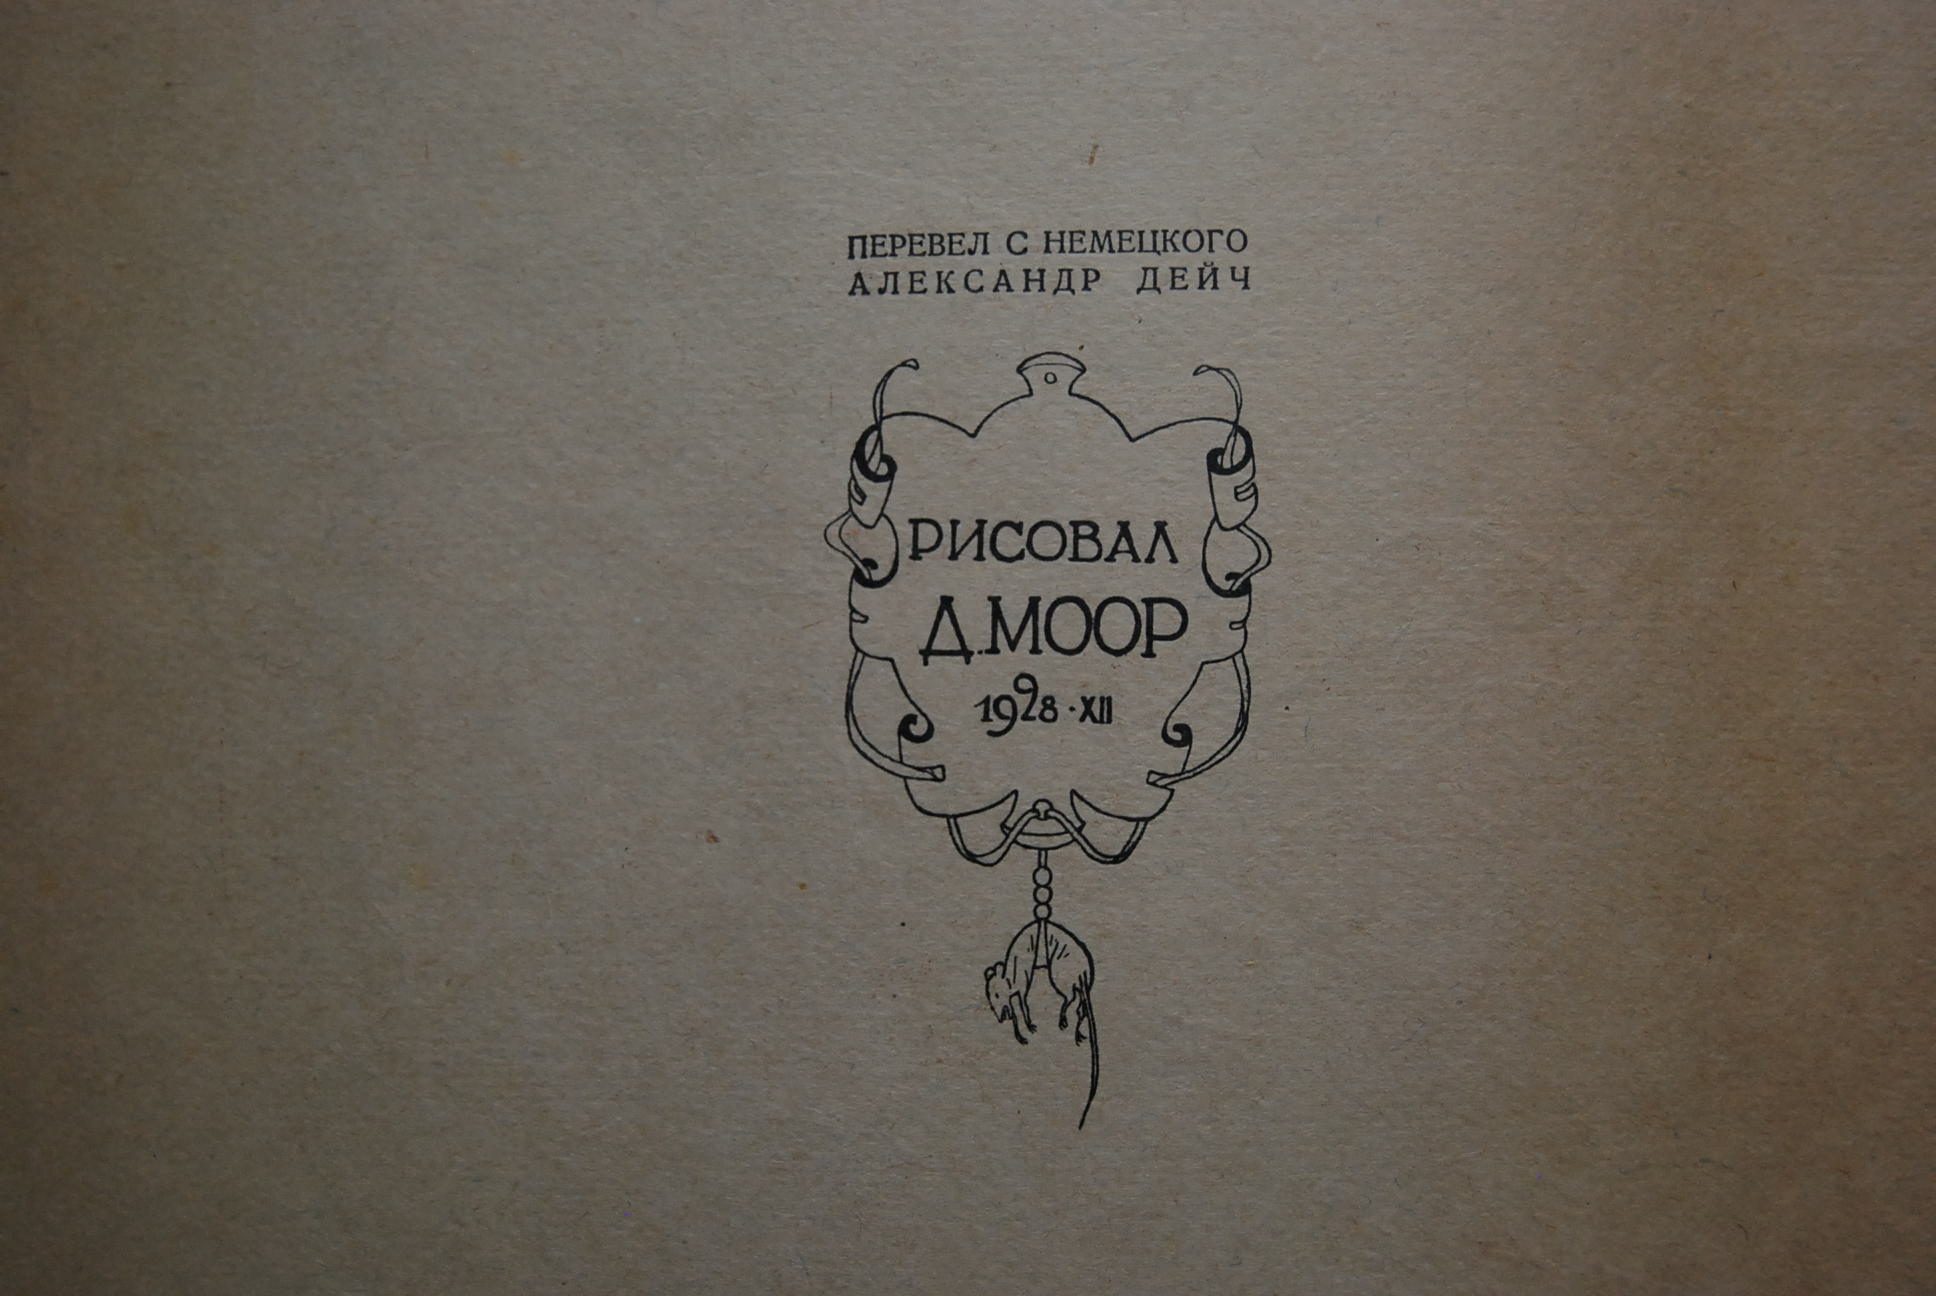 ПЕРЕВЕЛ С НЕМЕЦКОГО
АЛЕКСАНДР ДЕЙЧ
РИСОВАЛ
Д.МООР
1928·XII